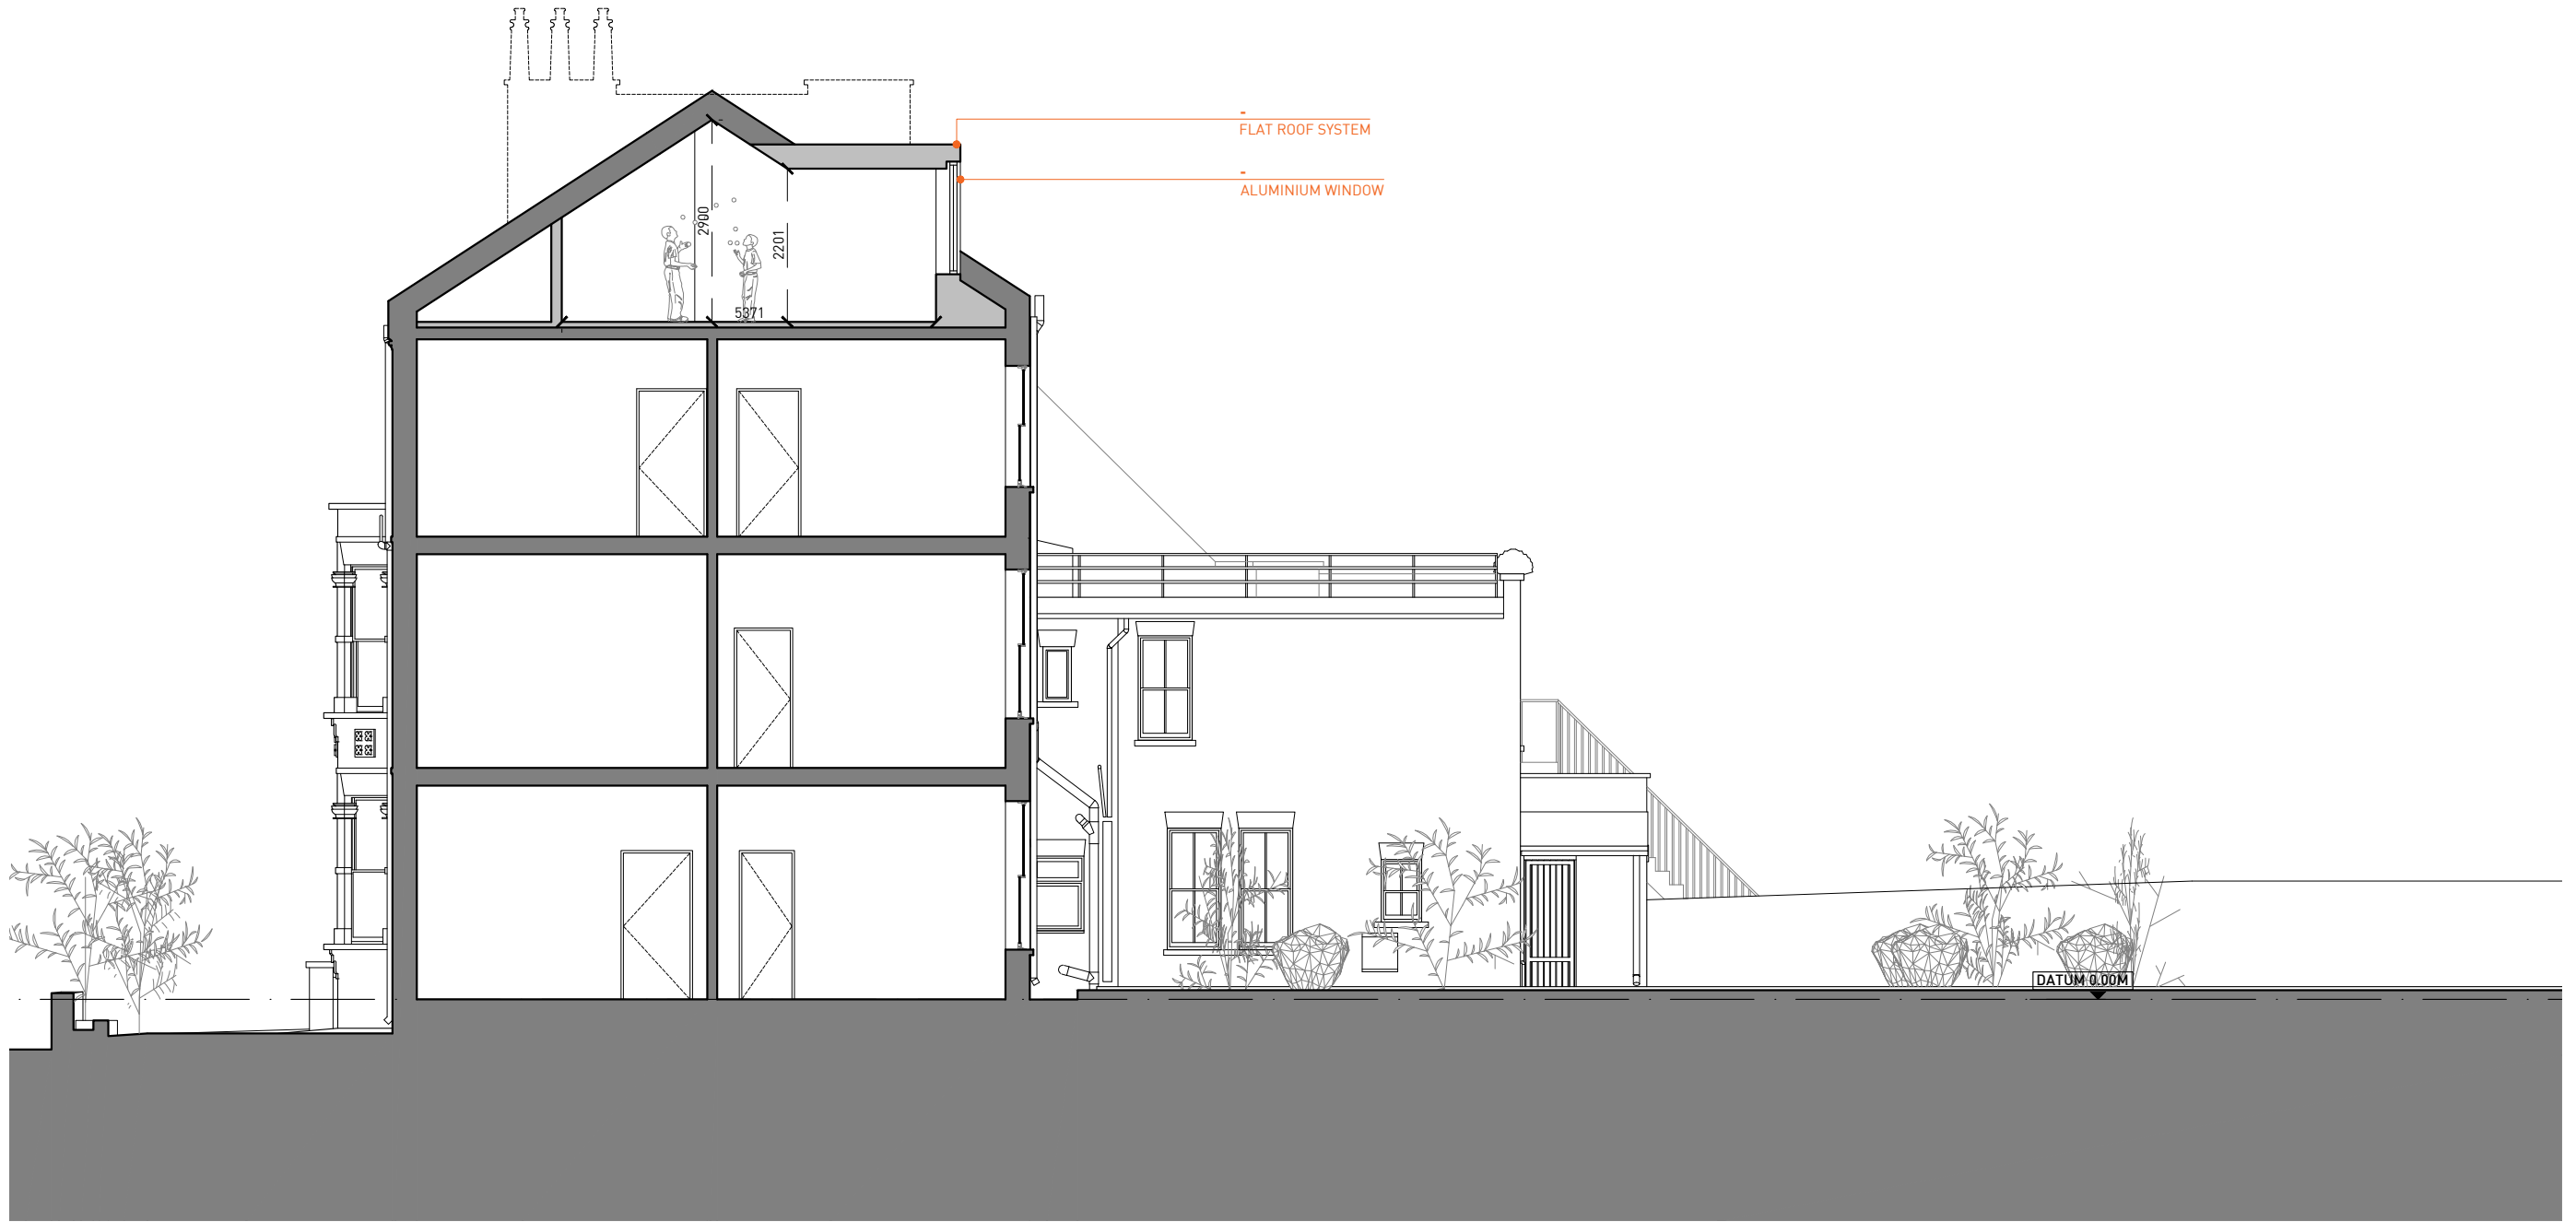 -
FLAT ROOF SYSTEM
-
ALUMINIUM WINDOW
2900
2201
5371
DATUM 0.00M